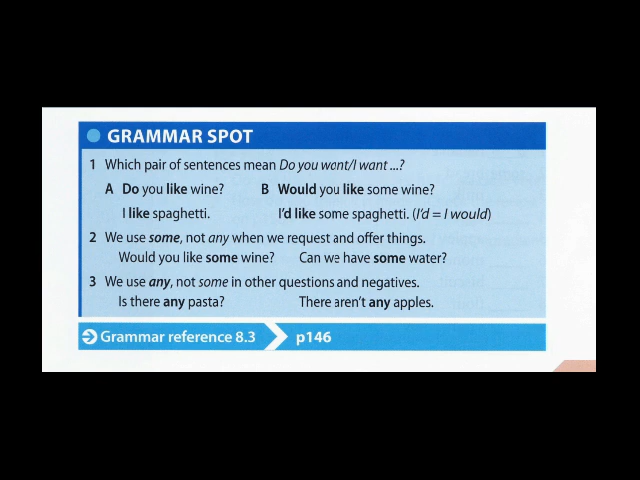 GRAMMAR SPOT
1 Which pair of sentences mean Do you want/I want ...?
A Do you like wine? B Would you like some wine?
I like spaghetti. I'd like some spaghetti. (I'd = I would)
2 We use some, not any when we request and offer things.
Would you like some wine? Can we have some water?
3 We use any, not some in other questions and negatives.
Is there any pasta? There aren't any apples.
Grammar reference 8.3 p146